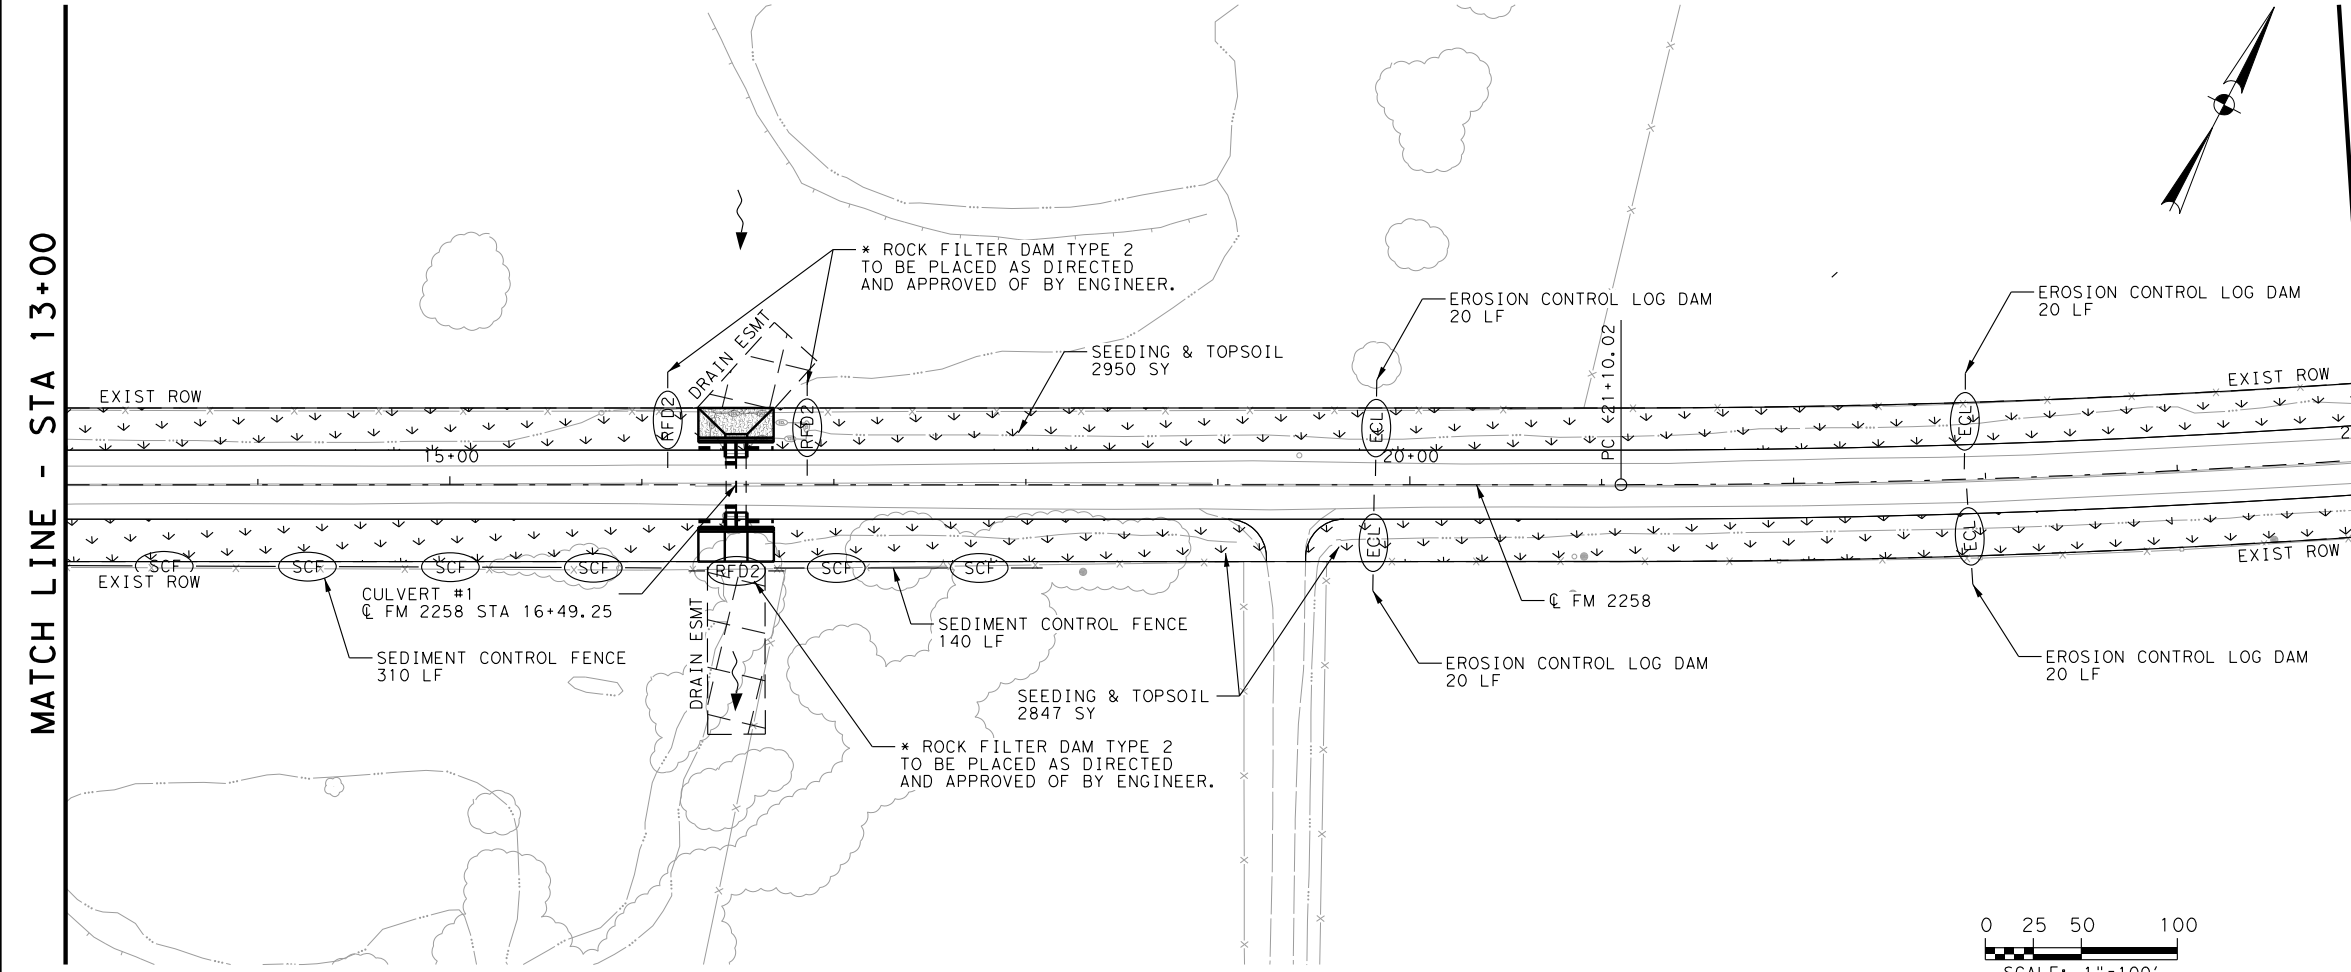 MATCH LINE - STA 13+00
* ROCK FILTER DAM TYPE 2
TO BE PLACED AS DIRECTED
AND APPROVED OF BY ENGINEER.
EROSION CONTROL LOG DAM
20 LF
EROSION CONTROL LOG DAM
20 LF
DRAIN ESMT
SEEDING & TOPSOIL
2950 SY
PC 21+10.02
EXIST ROW
EXIST ROW
RFD2
RFD2
ECL
ECL
15+00
20+00
SCF
SCF
SCF
SCF
RFD2
SCF
SCF
ECL
ECL
EXIST ROW
EXIST ROW
CULVERT #1
℄ FM 2258 STA 16+49.25
℄ FM 2258
SEDIMENT CONTROL FENCE
310 LF
DRAIN ESMT
SEDIMENT CONTROL FENCE
140 LF
EROSION CONTROL LOG DAM
20 LF
EROSION CONTROL LOG DAM
20 LF
SEEDING & TOPSOIL
2847 SY
* ROCK FILTER DAM TYPE 2
TO BE PLACED AS DIRECTED
AND APPROVED OF BY ENGINEER.
0 25 50 100
SCALE: 1"=100'